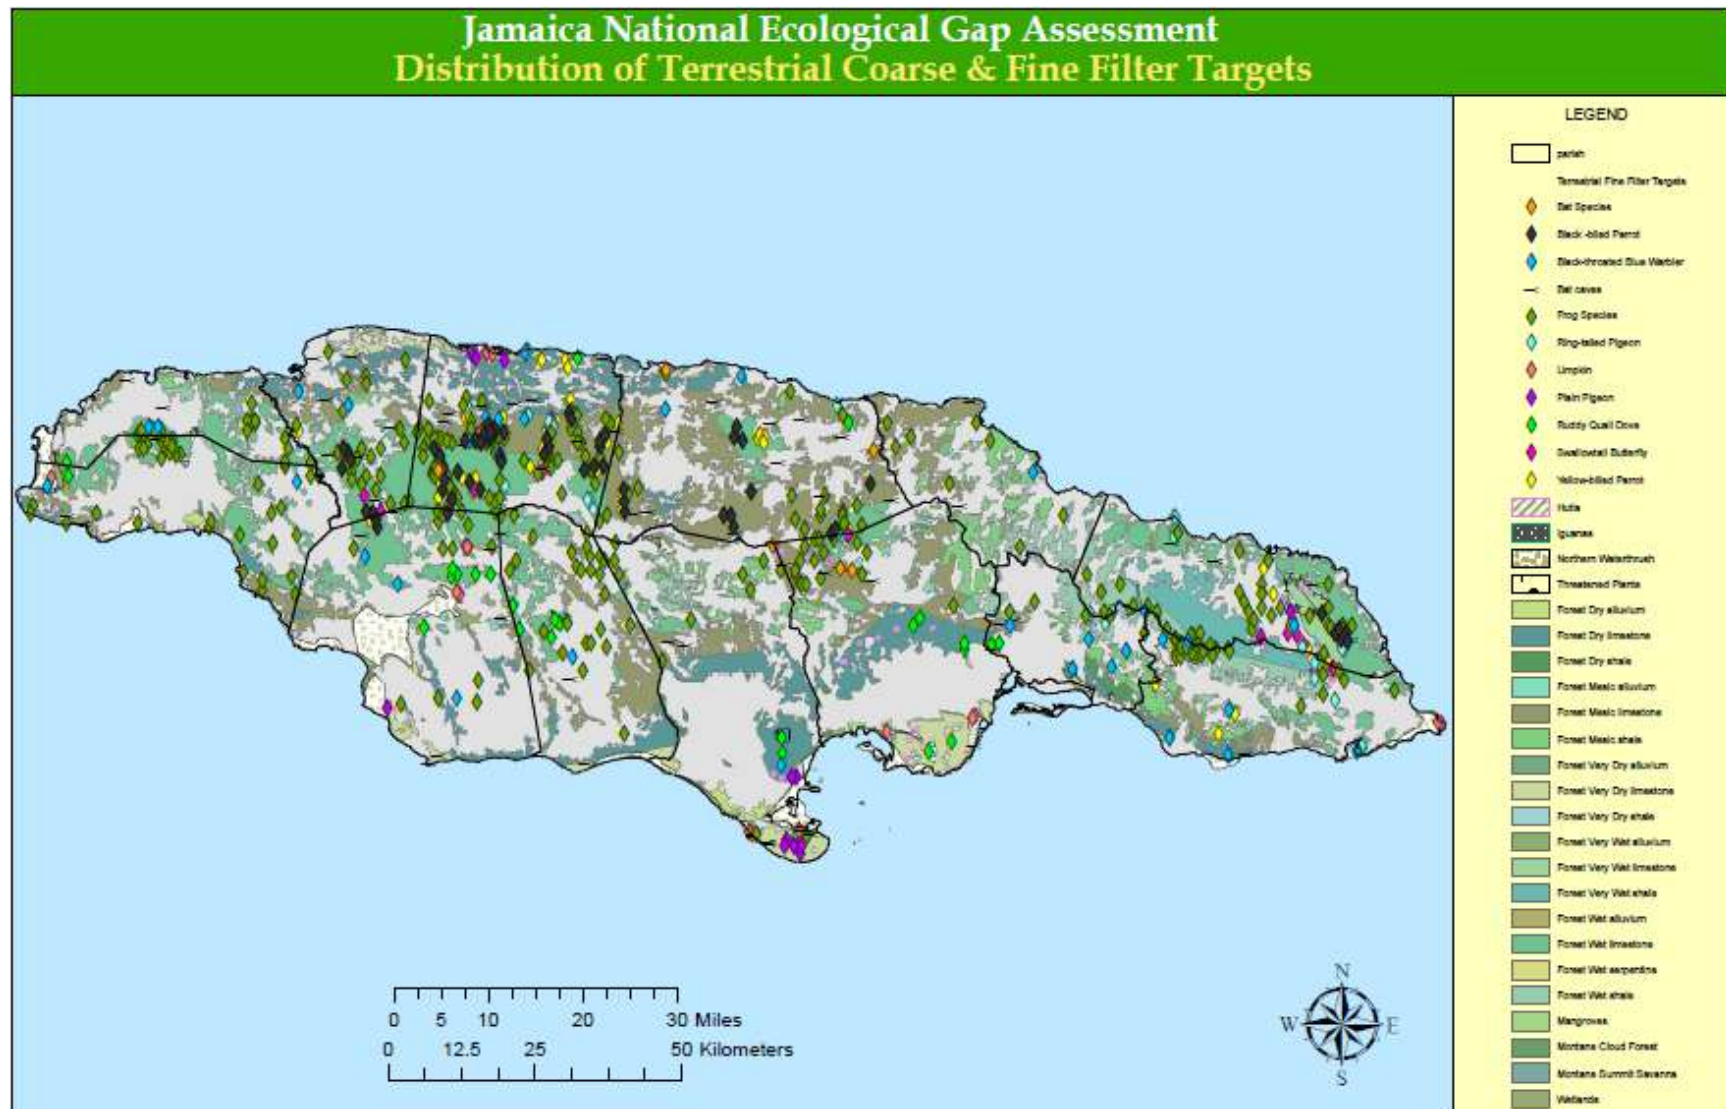 Jamaica National Ecological Gap Assessment
Distribution of Terrestrial Coarse & Fine Filter Targets
LEGEND
parish
Terrestrial Fine Filter Targets
Bat Species
Black -billed Parrot
Black-throated Blue Warbler
Bat caves
Frog Species
Ring-tailed Pigeon
Limpkin
Plain Pigeon
Ruddy Quail Dove
Swallowtail Butterfly
Yellow-billed Parrot
Hutia
Iguanas
Northern Waterthrush
Threatened Plants
Forest Dry alluvium
Forest Dry limestone
Forest Dry shale
Forest Mesic alluvium
Forest Mesic limestone
Forest Mesic shale
Forest Very Dry alluvium
Forest Very Dry limestone
Forest Very Dry shale
Forest Very Wet alluvium
Forest Very Wet limestone
Forest Very Wet shale
Forest Wet alluvium
Forest Wet limestone
Forest Wet serpentine
Forest Wet shale
Mangroves
Montane Cloud Forest
Montane Summit Savanna
Wetlands
0 5 10 20 30 Miles
0 12.5 25 50 Kilometers
N
W E
S